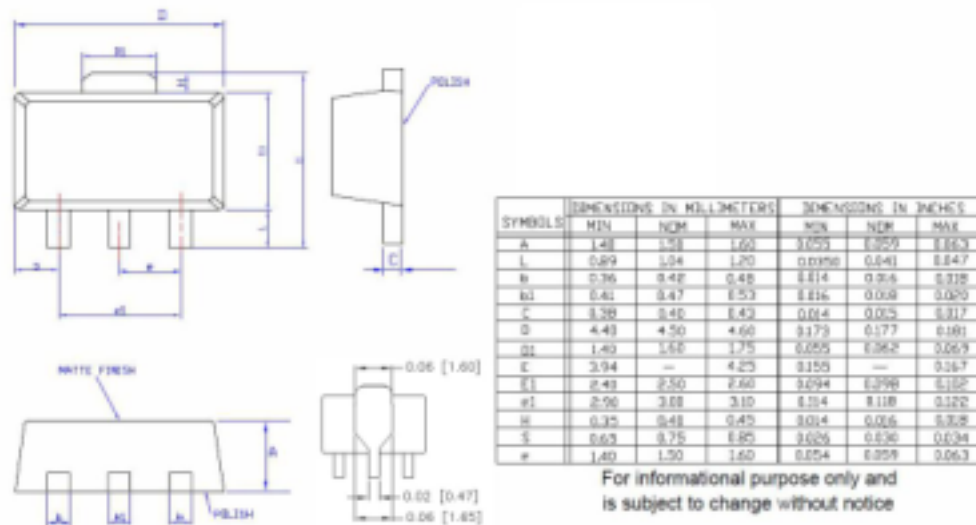 POLISH
MATTE FINISH
POLISH
C
L
e
0.06 [1.60]
0.02 [0.47]
0.06 [1.65]
SYMBOLS DIMENSIONS IN MILLIMETERS DIMENSIONS IN INCHES
MIN NOM MAX MIN NOM MAX
A 1.40 1.50 1.60 0.055 0.059 0.063
L 0.89 1.04 1.20 0.0350 0.041 0.047
b 0.36 0.42 0.48 0.014 0.016 0.018
b1 0.41 0.47 0.53 0.016 0.018 0.020
C 0.38 0.40 0.43 0.014 0.015 0.017
D 4.40 4.50 4.60 0.173 0.177 0.181
D1 1.40 1.60 1.75 0.055 0.062 0.069
E 3.94 — 4.25 0.155 — 0.167
E1 2.40 2.50 2.60 0.094 0.098 0.102
e1 2.90 3.00 3.10 0.114 0.118 0.122
H 0.35 0.40 0.45 0.014 0.016 0.018
S 0.65 0.75 0.85 0.026 0.030 0.034
e 1.40 1.50 1.60 0.054 0.059 0.063
For informational purpose only and
is subject to change without notice